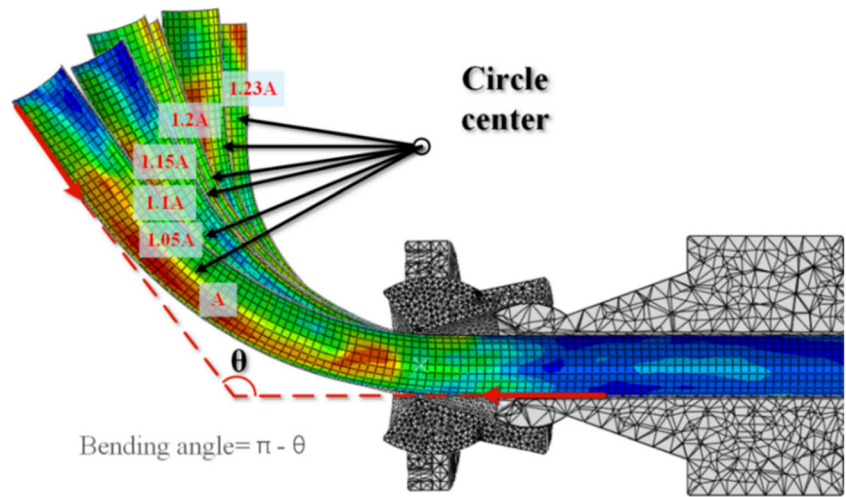 Circle
center
1.23A
1.2A
1.15A
1.1A
1.05A
A
θ
Bending angle= π - θ